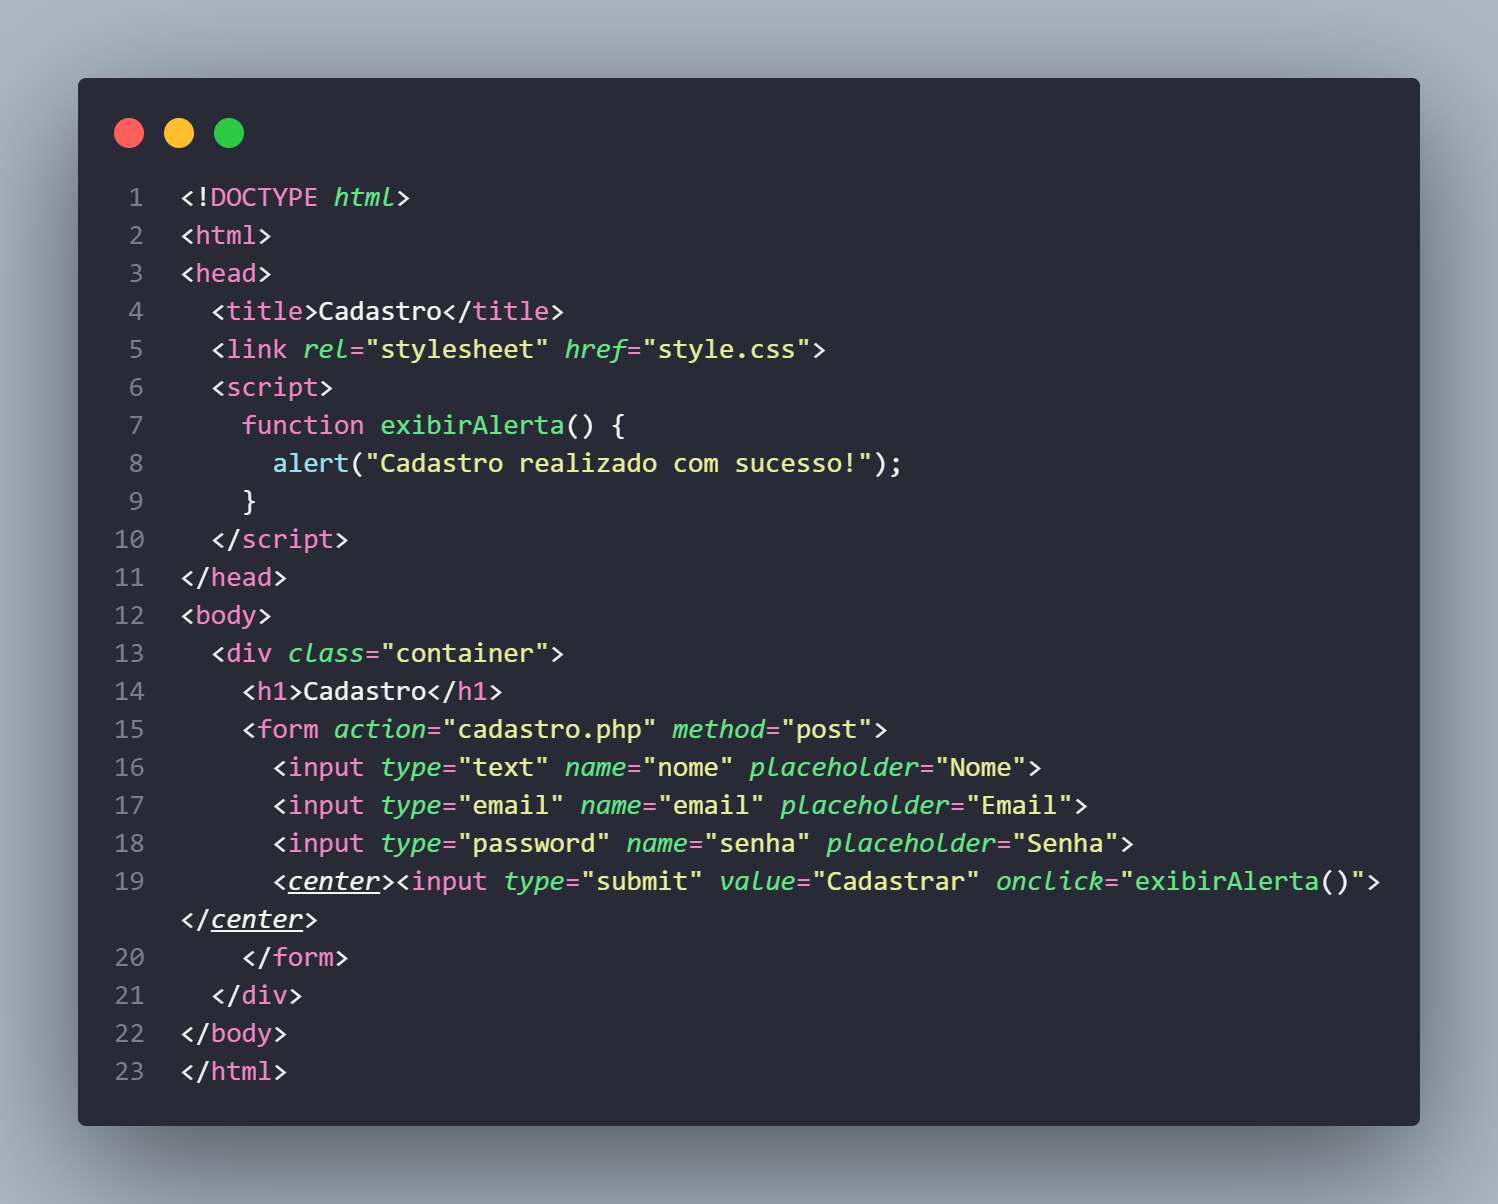 1 <!DOCTYPE html>
2 <html>
3 <head>
4   <title>Cadastro</title>
5   <link rel="stylesheet" href="style.css">
6   <script>
7     function exibirAlerta() {
8       alert("Cadastro realizado com sucesso!");
9     }
10   </script>
11 </head>
12 <body>
13   <div class="container">
14     <h1>Cadastro</h1>
15     <form action="cadastro.php" method="post">
16       <input type="text" name="nome" placeholder="Nome">
17       <input type="email" name="email" placeholder="Email">
18       <input type="password" name="senha" placeholder="Senha">
19       <center><input type="submit" value="Cadastrar" onclick="exibirAlerta()">
</center>
20     </form>
21   </div>
22 </body>
23 </html>